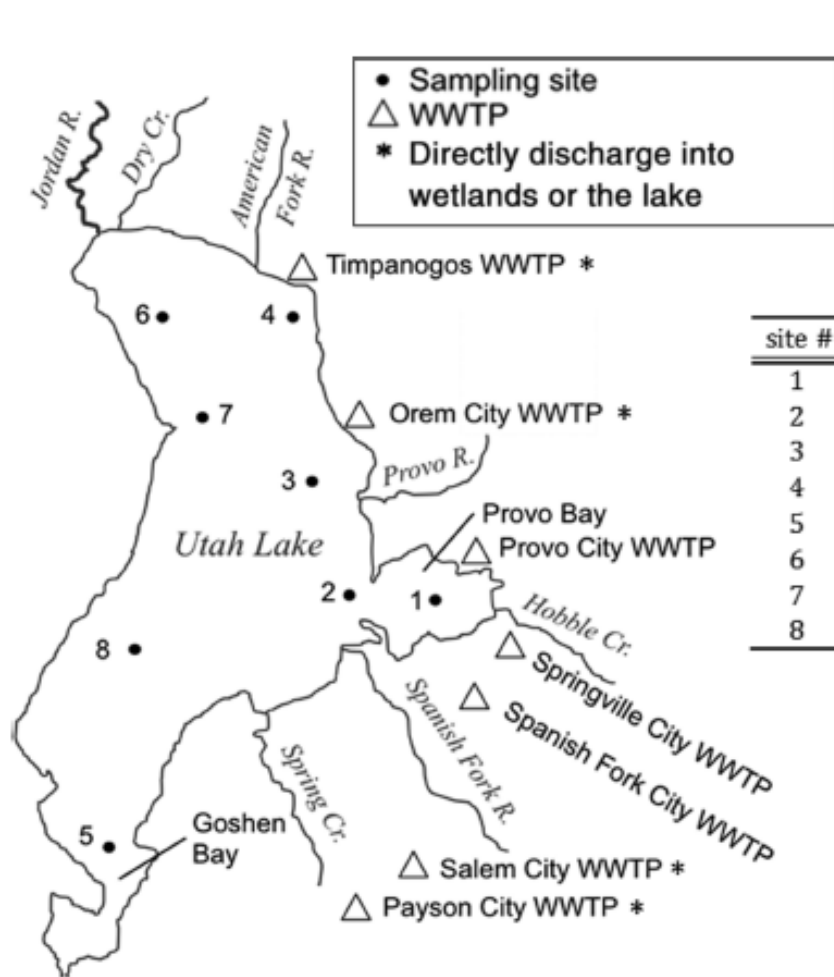 ● Sampling site
△ WWTP
* Directly discharge into
wetlands or the lake
Jordan R.
Dry Cr.
American
Fork R.
Timpanogos WWTP *
6
4
7
Orem City WWTP *
3
Provo R.
Utah Lake
Provo Bay
Provo City WWTP
2
1
Hobble Cr.
8
Springville City WWTP
Spanish Fork City WWTP
Spanish Fork R.
Spring Cr.
5
Goshen
Bay
Salem City WWTP *
Payson City WWTP *
site #
1
2
3
4
5
6
7
8